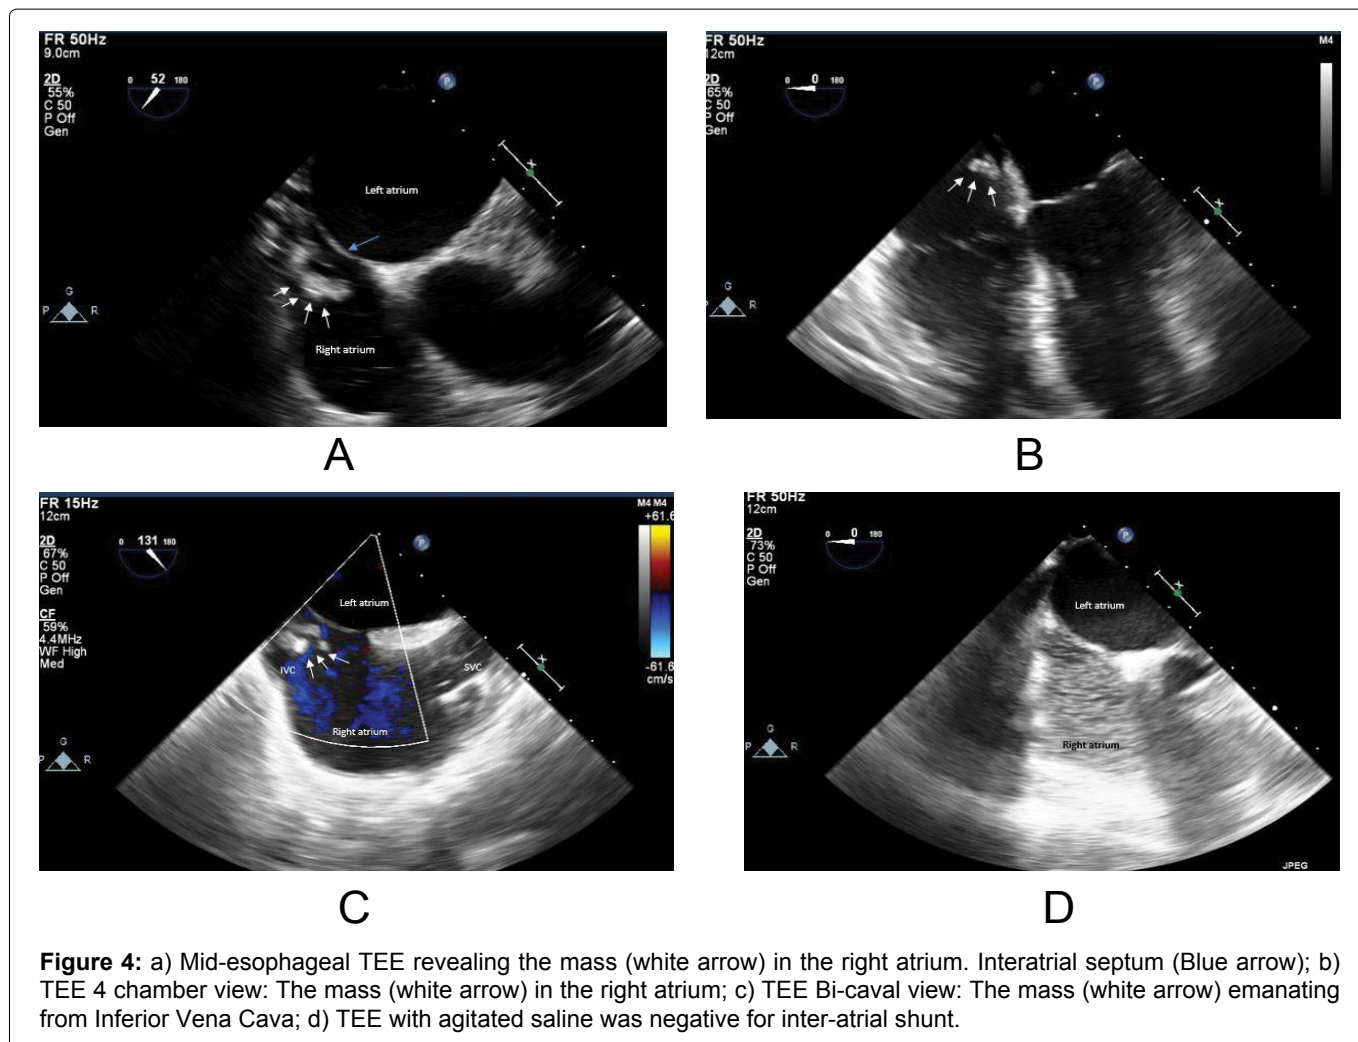 FR 50Hz
9.0cm
2D
55%
C 50
P Off
Gen
0 52 180
P
X
Left atrium
Right atrium
G
P R
A
FR 50Hz
12cm
2D
65%
C 50
P Off
Gen
0 0 180
P
M4
X
G
P R
B
FR 15Hz
12cm
2D
67%
C 50
P Off
Gen
CF
59%
4.4MHz
WF High
Med
0 131 180
P
M4 M4
+61.6
-61.6
cm/s
X
Left atrium
IVC
SVC
Right atrium
G
P R
C
FR 50Hz
12cm
2D
73%
C 50
P Off
Gen
0 0 180
P
X
Left atrium
Right atrium
G
P R
JPEG
D
Figure 4: a) Mid-esophageal TEE revealing the mass (white arrow) in the right atrium. Interatrial septum (Blue arrow); b)
TEE 4 chamber view: The mass (white arrow) in the right atrium; c) TEE Bi-caval view: The mass (white arrow) emanating
from Inferior Vena Cava; d) TEE with agitated saline was negative for inter-atrial shunt.